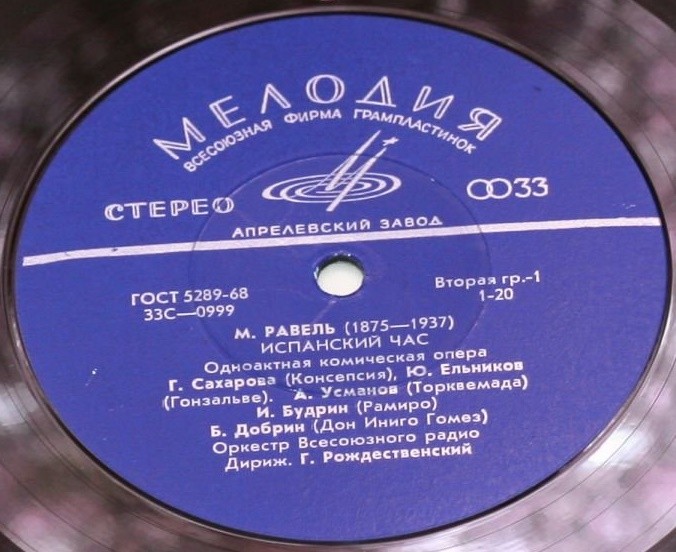 МЕЛОДИЯ
ВСЕСОЮЗНАЯ ФИРМА ГРАМПЛАСТИНОК
СТЕРЕО
33
АПРЕЛЕВСКИЙ ЗАВОД
ГОСТ 5289-68
33С—0999
Вторая гр.-1
1-20
М. РАВЕЛЬ (1875—1937)
ИСПАНСКИЙ ЧАС
Одноактная комическая опера
Г. Сахарова (Консепсия), Ю. Ельников
(Гонзальве). А. Усманов (Торквемада)
И. Будрин (Рамиро)
Б. Добрин (Дон Иниго Гомез)
Оркестр Всесоюзного радио
Дириж. Г. Рождественский